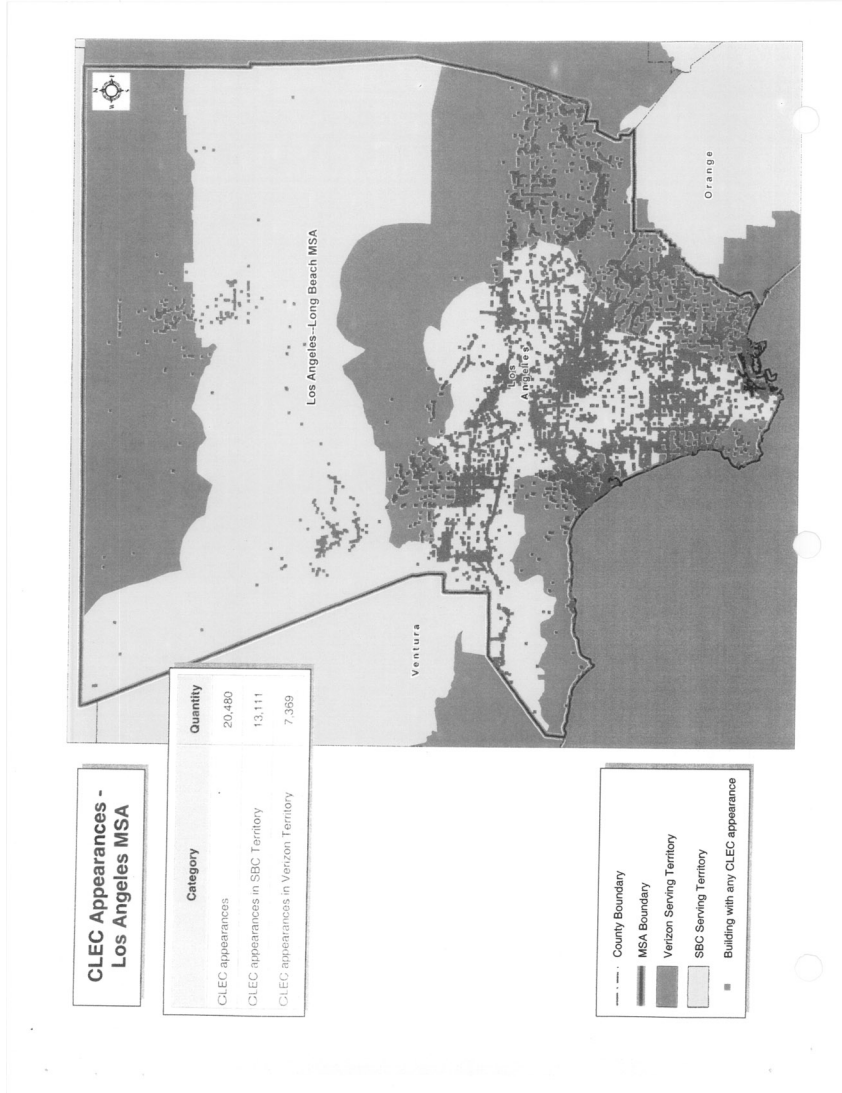 CLEC Appearances -
Los Angeles MSA
Category Quantity
CLEC appearances 20,480
CLEC appearances in SBC Territory 13,111
CLEC appearances in Verizon Territory 7,369
County Boundary
MSA Boundary
Verizon Serving Territory
SBC Serving Territory
Building with any CLEC appearance
N
Los Angeles--Long Beach MSA
Ventura
Los
Angeles
Orange